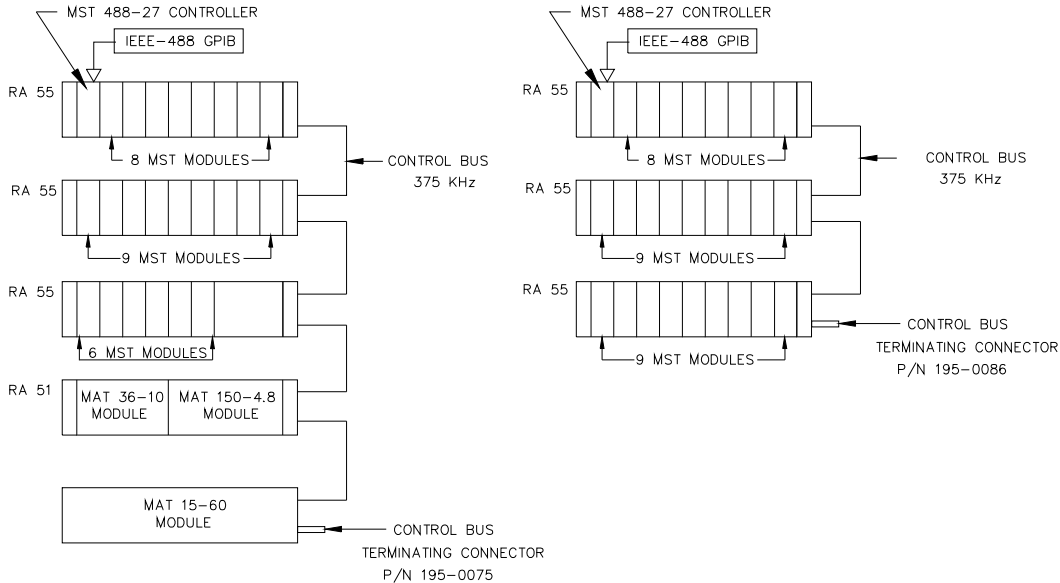 MST 488-27 CONTROLLER
IEEE-488 GPIB
RA 55
8 MST MODULES
CONTROL BUS
375 KHz
RA 55
9 MST MODULES
RA 55
6 MST MODULES
RA 51
MAT 36-10
MODULE
MAT 150-4.8
MODULE
MAT 15-60
MODULE
CONTROL BUS
TERMINATING CONNECTOR
P/N 195-0075
MST 488-27 CONTROLLER
IEEE-488 GPIB
RA 55
8 MST MODULES
CONTROL BUS
375 KHz
RA 55
9 MST MODULES
RA 55
9 MST MODULES
CONTROL BUS
TERMINATING CONNECTOR
P/N 195-0086